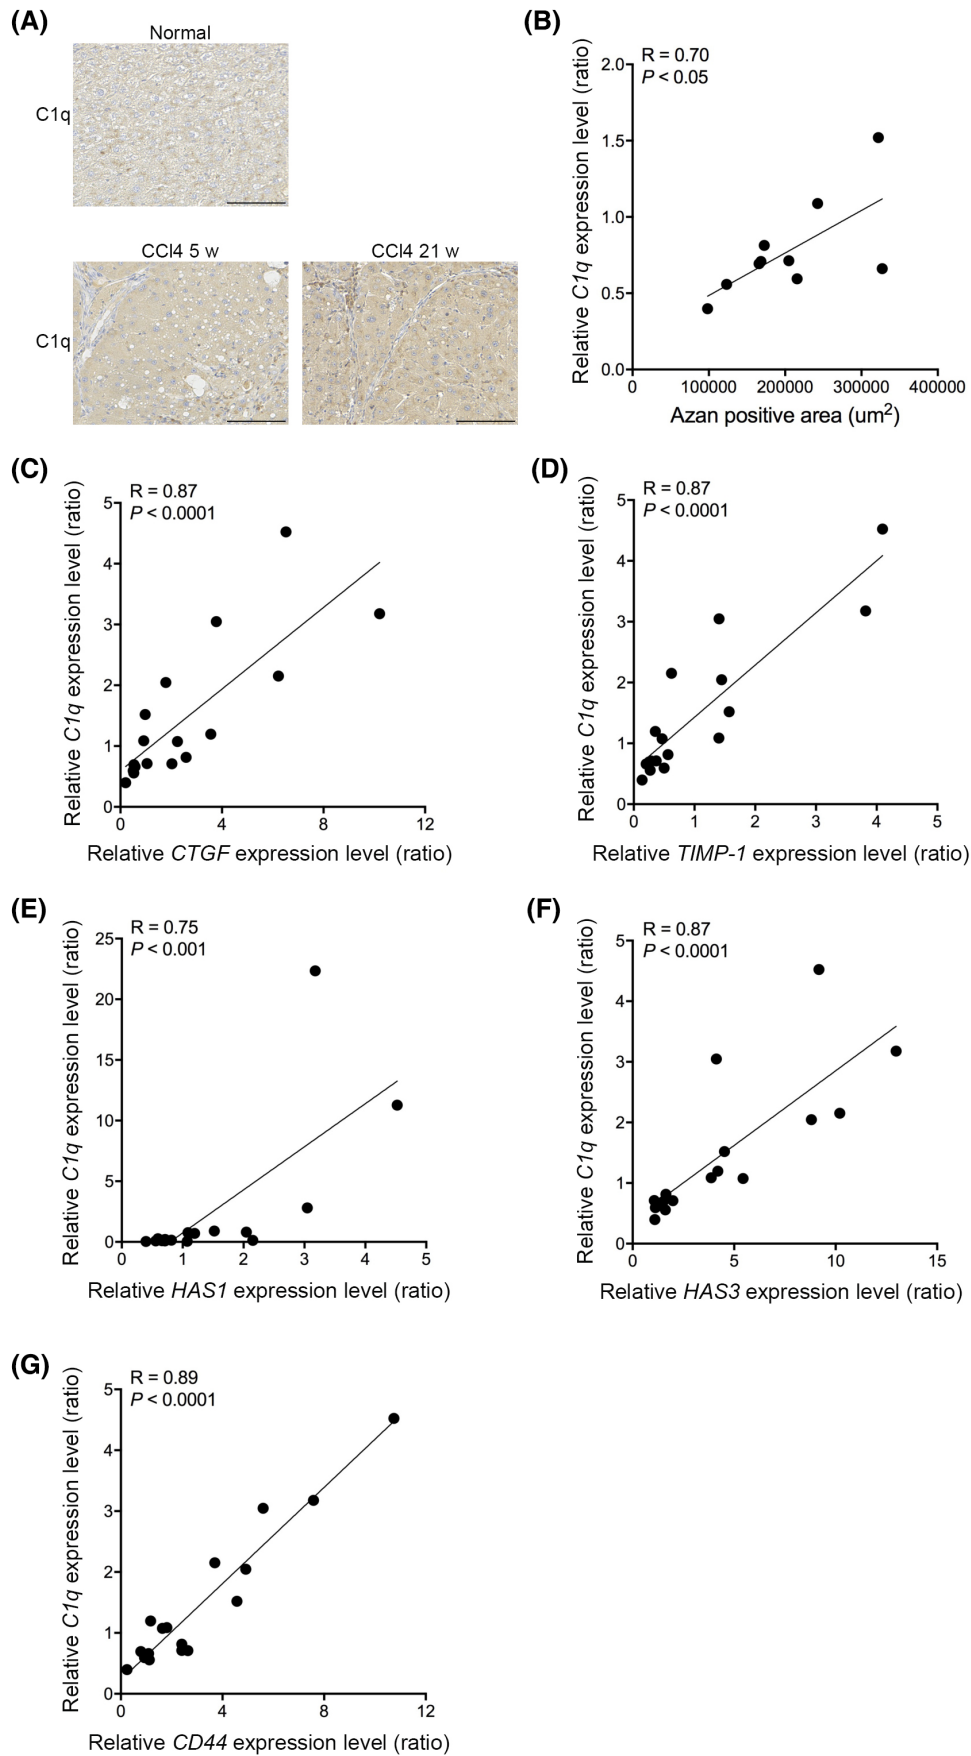 (A)
Normal
C1q
CCl4 5 w
CCl4 21 w
C1q
(B)
R = 0.70
P < 0.05
Relative C1q expression level (ratio)
2.0
1.5
1.0
0.5
0.0
0
100000
200000
300000
400000
Azan positive area (um²)
(C)
R = 0.87
P < 0.0001
Relative C1q expression level (ratio)
5
4
3
2
1
0
0
4
8
12
Relative CTGF expression level (ratio)
(D)
R = 0.87
P < 0.0001
Relative C1q expression level (ratio)
5
4
3
2
1
0
0
1
2
3
4
5
Relative TIMP-1 expression level (ratio)
(E)
R = 0.75
P < 0.001
Relative C1q expression level (ratio)
25
20
15
10
5
0
0
1
2
3
4
5
Relative HAS1 expression level (ratio)
(F)
R = 0.87
P < 0.0001
Relative C1q expression level (ratio)
5
4
3
2
1
0
0
5
10
15
Relative HAS3 expression level (ratio)
(G)
R = 0.89
P < 0.0001
Relative C1q expression level (ratio)
5
4
3
2
1
0
0
4
8
12
Relative CD44 expression level (ratio)